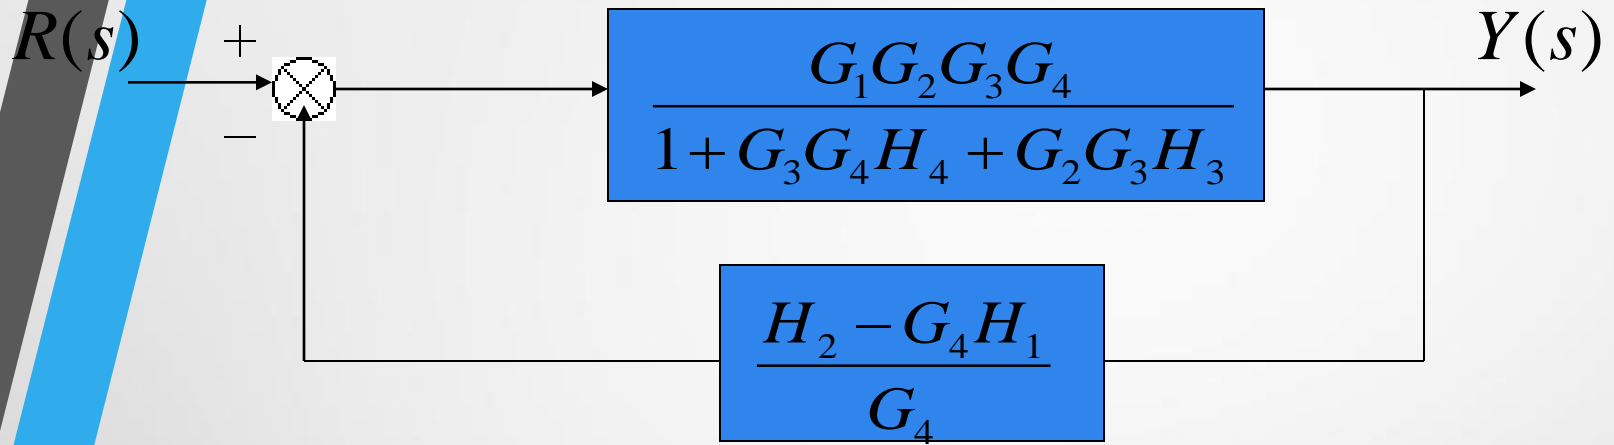 R(s) + Y(s)
−
G₁G₂G₃G₄
1+G₃G₄H₄+G₂G₃H₃
H₂−G₄H₁
G₄